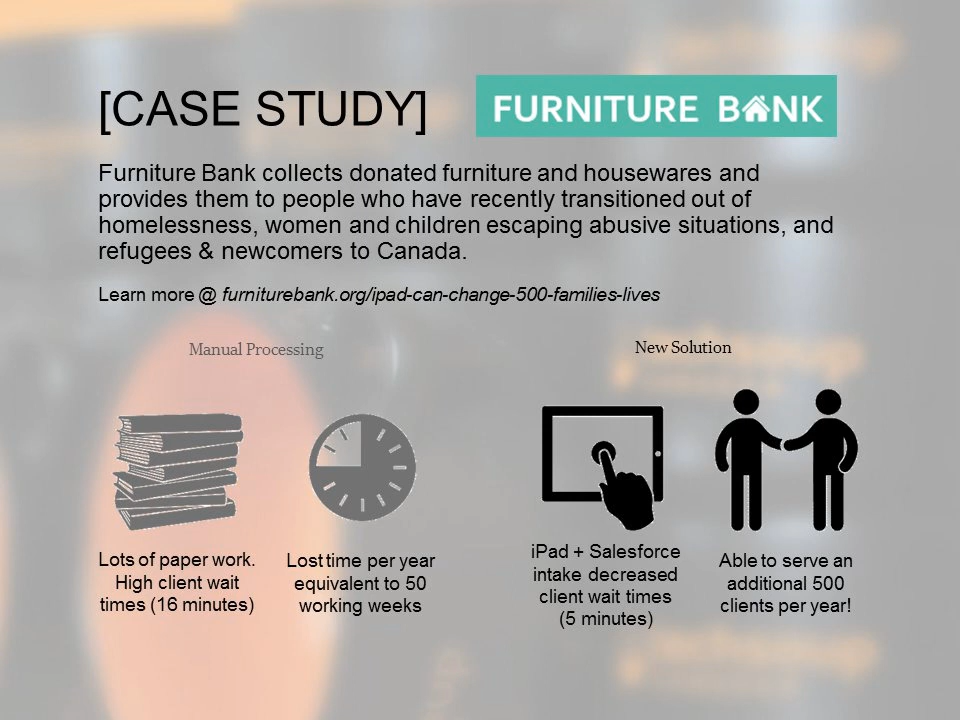 [CASE STUDY]
FURNITURE BANK
Furniture Bank collects donated furniture and housewares and
provides them to people who have recently transitioned out of
homelessness, women and children escaping abusive situations, and
refugees & newcomers to Canada.
Learn more @ furniturebank.org/ipad-can-change-500-families-lives
Manual Processing
New Solution
Lots of paper work.
High client wait
times (16 minutes)
Lost time per year
equivalent to 50
working weeks
iPad + Salesforce
intake decreased
client wait times
(5 minutes)
Able to serve an
additional 500
clients per year!